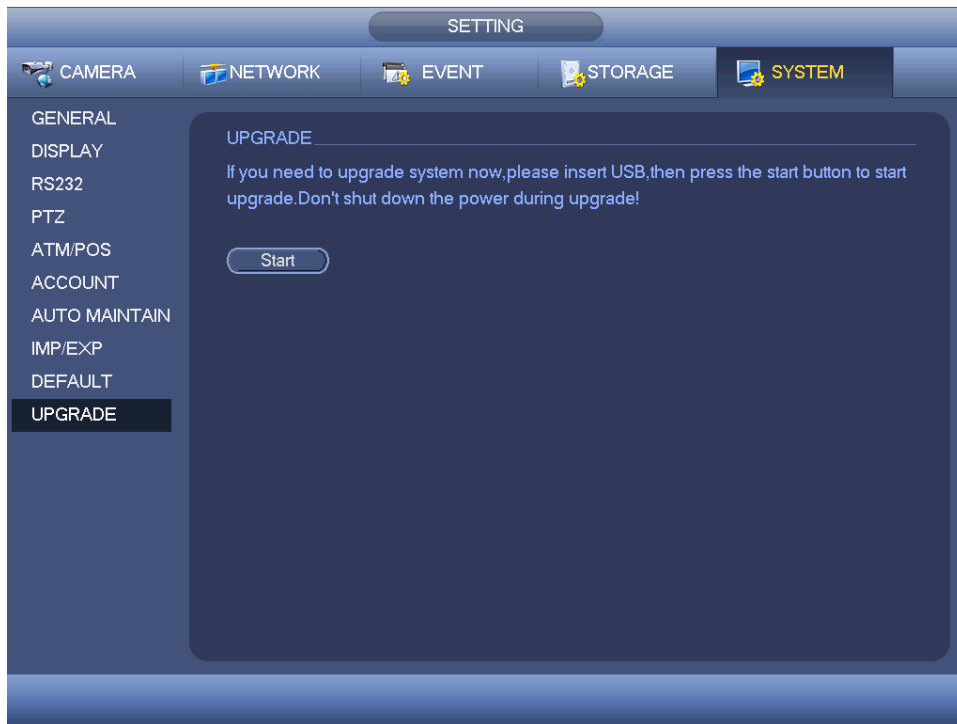 SETTING
CAMERA NETWORK EVENT STORAGE SYSTEM
GENERAL
DISPLAY
RS232
PTZ
ATM/POS
ACCOUNT
AUTO MAINTAIN
IMP/EXP
DEFAULT
UPGRADE
UPGRADE
If you need to upgrade system now,please insert USB,then press the start button to start
upgrade.Don't shut down the power during upgrade!
Start